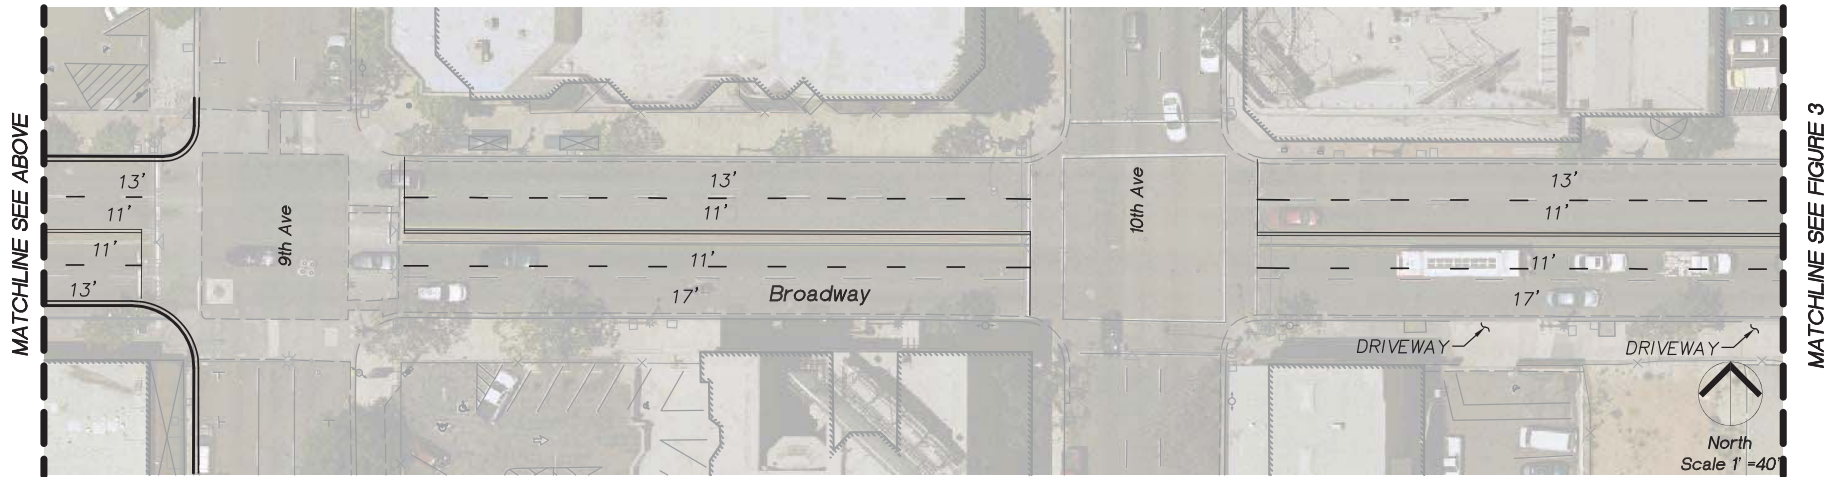 MATCHLINE SEE ABOVE
13'
11'
11'
13'
9th Ave
13'
11'
11'
17'
Broadway
10th Ave
13'
11'
11'
17'
DRIVEWAY
DRIVEWAY
North
Scale 1' =40'
MATCHLINE SEE FIGURE 3